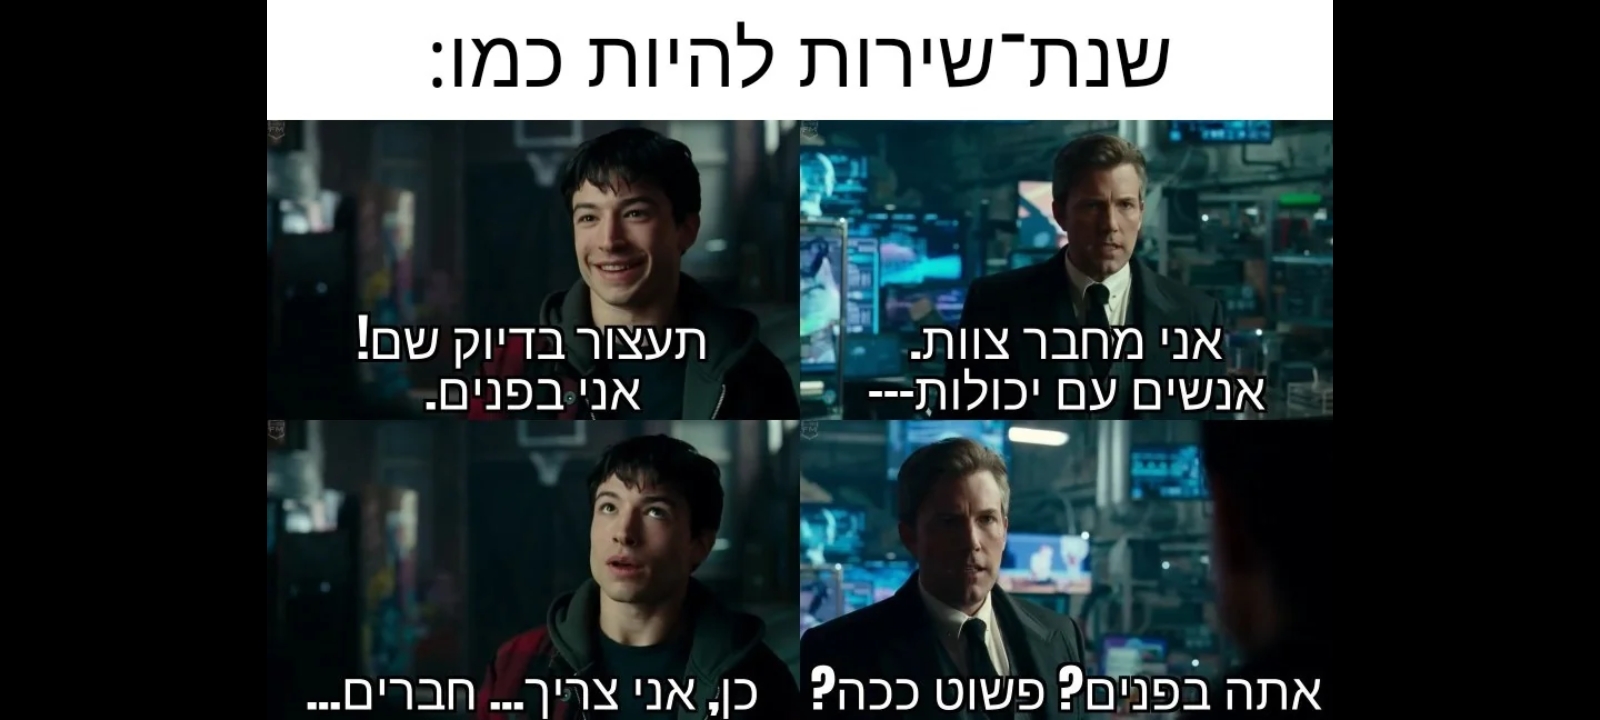 שנת־שירות להיות כמו:
אני מחבר צוות.
אנשים עם יכולות---
תעצור בדיוק שם!
אני בפנים.
אתה בפנים? פשוט ככה?
כן, אני צריך... חברים...